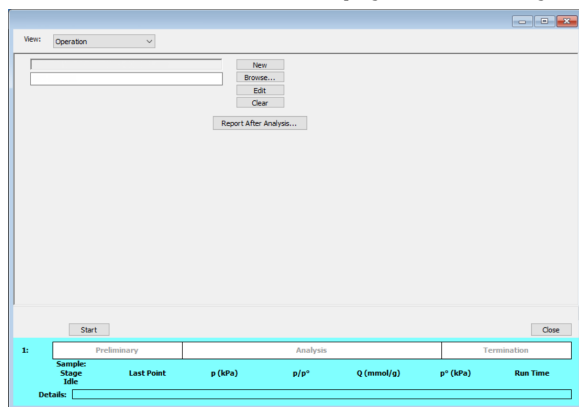 View: Operation
New
Browse...
Edit
Clear
Report After Analysis...
Start Close
1: Preliminary Analysis Termination
Sample:
Stage Last Point p (kPa) p/p° Q (mmol/g) p° (kPa) Run Time
Idle
Details: